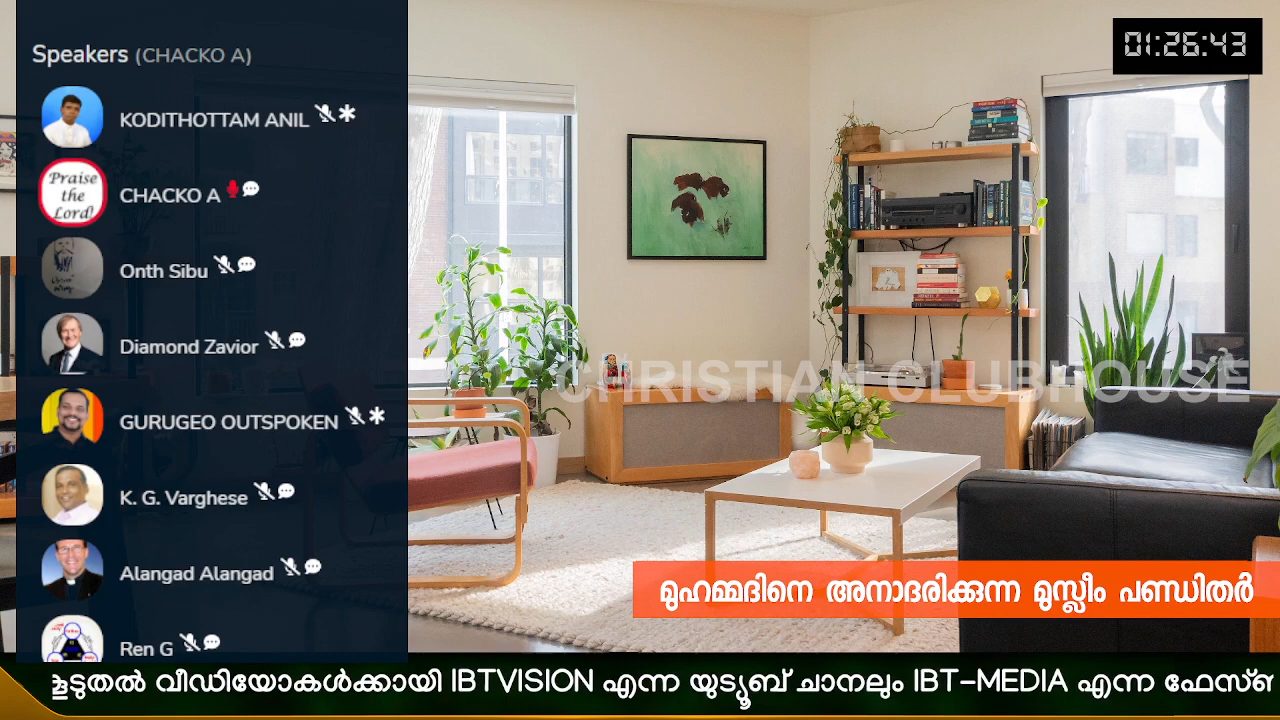 01:26:43
Speakers (CHACKO A)
KODITHOTTAM ANIL
Praise
the
Lord!
CHACKO A
Onth Sibu
Diamond Zavior
GURUGEO OUTSPOKEN
K. G. Varghese
Alangad Alangad
Ren G
CHRISTIAN CLUBHOUSE
മുഹമ്മദിനെ അനാദരിക്കുന്ന മുസ്ലീം പണ്ഡിതർ
കൂടുതൽ വീഡിയോകൾക്കായി IBTVISION എന്ന യുട്യൂബ് ചാനലും IBT-MEDIA എന്ന